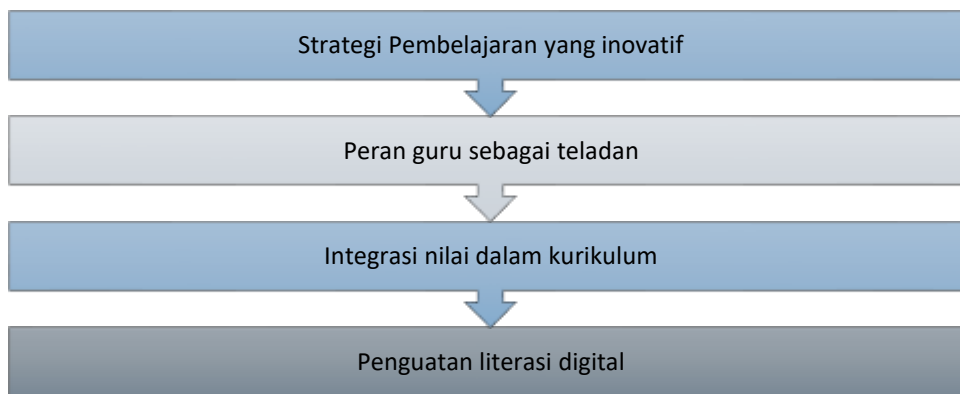 Strategi Pembelajaran yang inovatif
Peran guru sebagai teladan
Integrasi nilai dalam kurikulum
Penguatan literasi digital